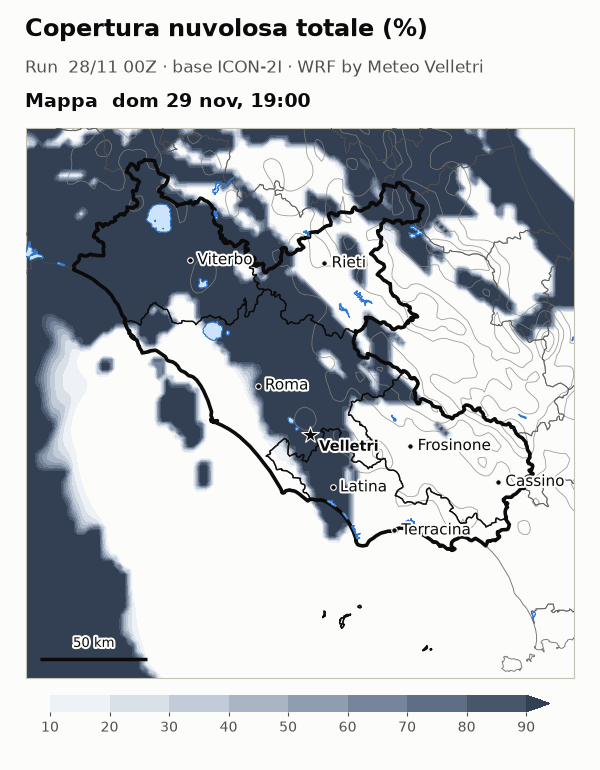 Copertura nuvolosa totale (%)
Run 28/11 00Z · base ICON-2I · WRF by Meteo Velletri
Mappa dom 29 nov, 19:00
Viterbo
Rieti
Roma
Velletri
Frosinone
Latina
Cassino
Terracina
50 km
10 20 30 40 50 60 70 80 90